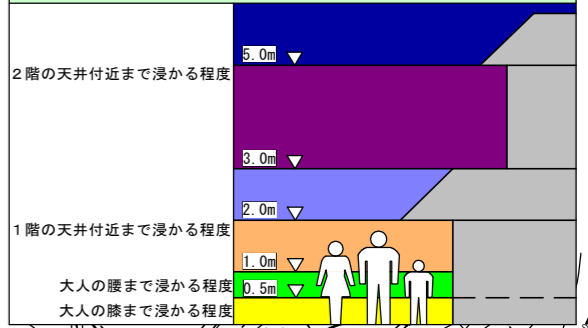 5.0m
2階の天井付近まで浸かる程度
3.0m
2.0m
1階の天井付近まで浸かる程度
1.0m
大人の腰まで浸かる程度
0.5m
大人の膝まで浸かる程度